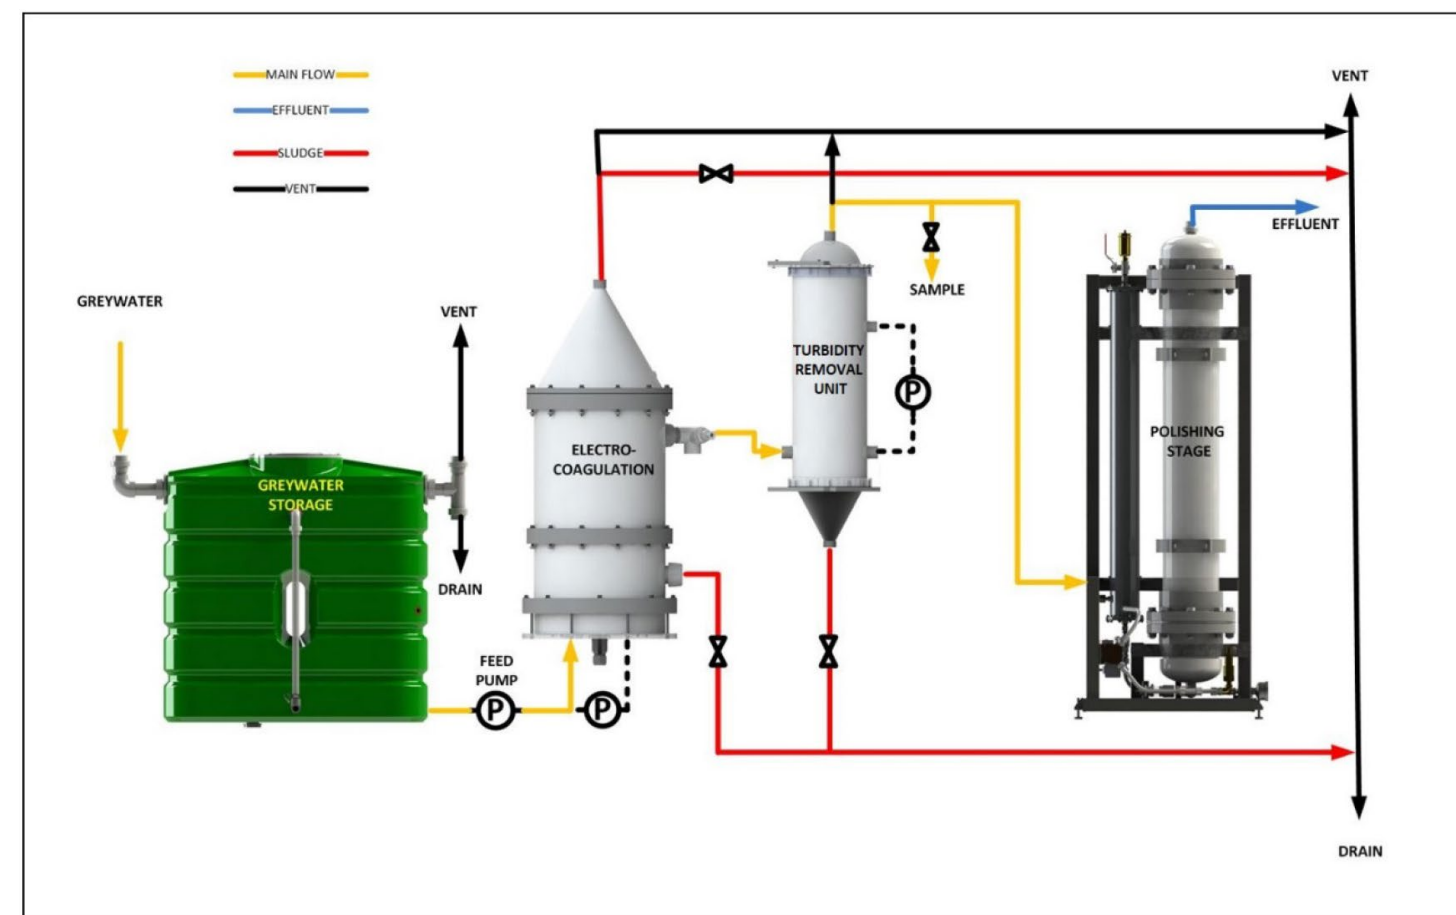 MAIN FLOW
EFFLUENT
SLUDGE
VENT
VENT
EFFLUENT
GREYWATER
VENT
SAMPLE
TURBIDITY
REMOVAL
UNIT
P
POLISHING
STAGE
ELECTRO-
COAGULATION
GREYWATER
STORAGE
DRAIN
FEED
PUMP
P
P
DRAIN